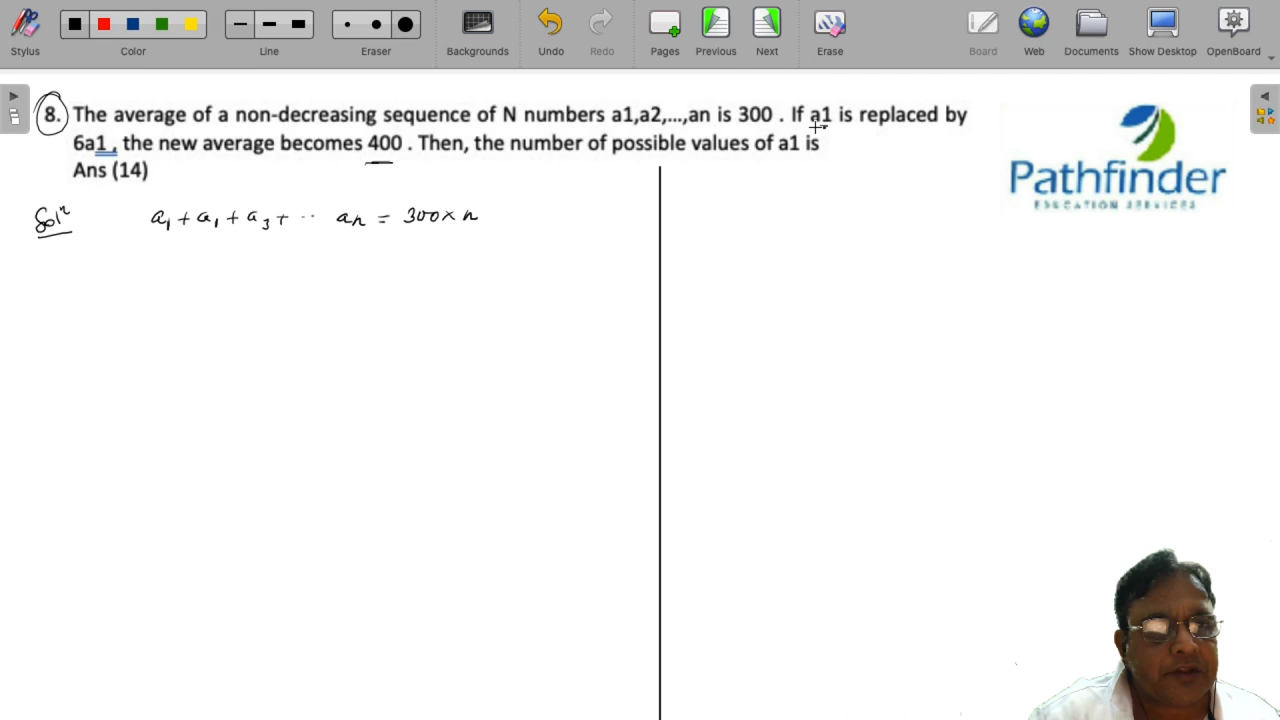 Stylus
Color
Line
Eraser
Backgrounds
Undo
Redo
Pages
Previous
Next
Erase
Board
Web
Documents
Show Desktop
OpenBoard
8. The average of a non-decreasing sequence of N numbers a1,a2,...,an is 300 . If a1 is replaced by
6a1 , the new average becomes 400 . Then, the number of possible values of a1 is
Ans (14)
Pathfinder
EDUCATION SERVICES
Solⁿ a₁ + a₁ + a₃ + ·· aₙ = 300 × n